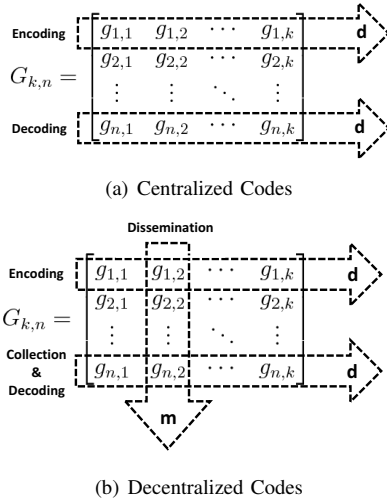 Encoding g_{1,1} g_{1,2} ⋯ g_{1,k} d
g_{2,1} g_{2,2} ⋯ g_{2,k}
G_{k,n} =
⋮ ⋮ ⋱ ⋮
Decoding g_{n,1} g_{n,2} ⋯ g_{n,k} d
(a) Centralized Codes
Dissemination
Encoding g_{1,1} g_{1,2} ⋯ g_{1,k} d
g_{2,1} g_{2,2} ⋯ g_{2,k}
G_{k,n} =
⋮ ⋮ ⋱ ⋮
Collection
& g_{n,1} g_{n,2} ⋯ g_{n,k} d
Decoding
m
(b) Decentralized Codes